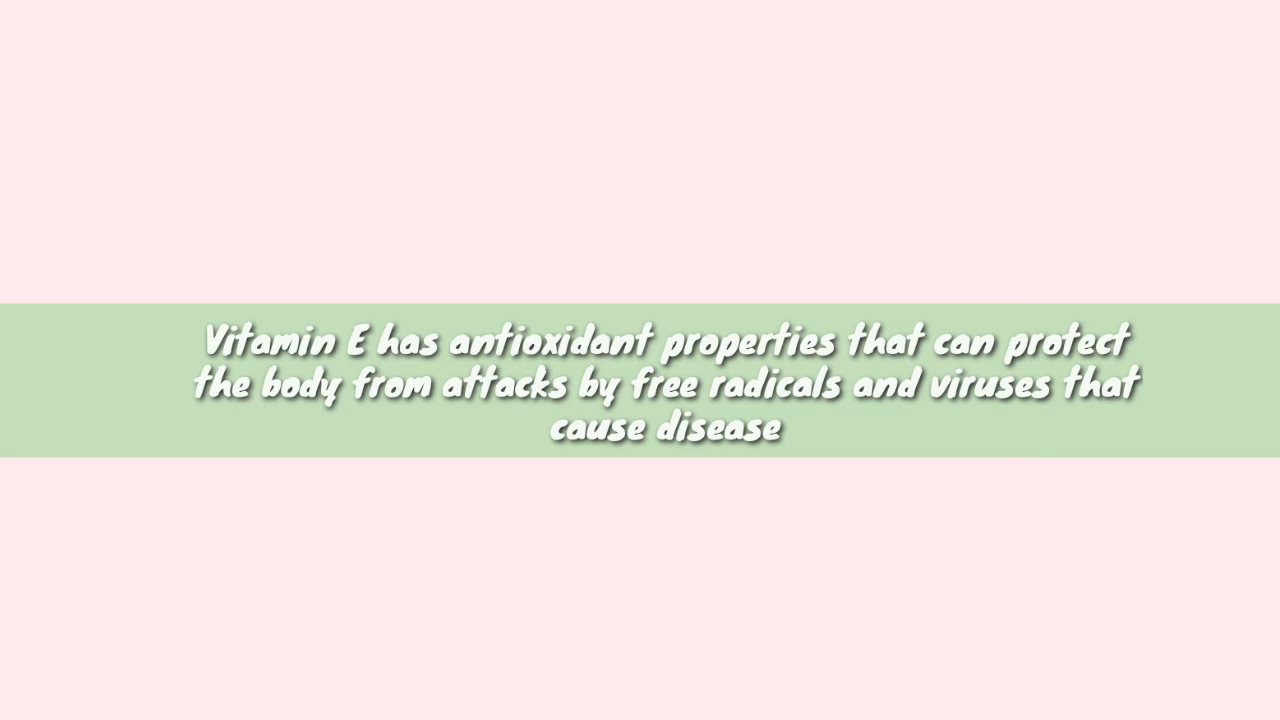 Vitamin E has antioxidant properties that can protect
the body from attacks by free radicals and viruses that
cause disease